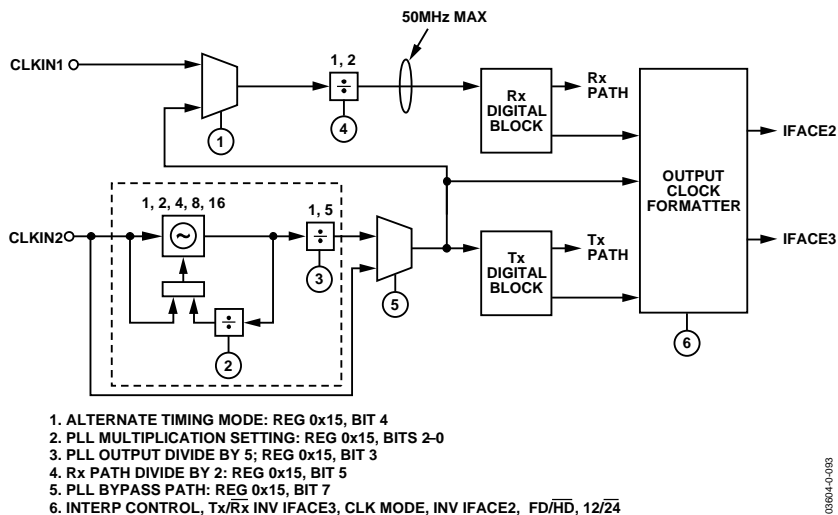 50MHz MAX
CLKIN1
1, 2
÷
1
4
Rx
DIGITAL
BLOCK
Rx
PATH
OUTPUT
CLOCK
FORMATTER
IFACE2
IFACE3
6
1, 2, 4, 8, 16
CLKIN2
~
1, 5
÷
3
÷
2
5
Tx
DIGITAL
BLOCK
Tx
PATH
1. ALTERNATE TIMING MODE: REG 0x15, BIT 4
2. PLL MULTIPLICATION SETTING: REG 0x15, BITS 2–0
3. PLL OUTPUT DIVIDE BY 5; REG 0x15, BIT 3
4. Rx PATH DIVIDE BY 2: REG 0x15, BIT 5
5. PLL BYPASS PATH: REG 0x15, BIT 7
6. INTERP CONTROL, Tx/R̅x̅ INV IFACE3, CLK MODE, INV IFACE2, FD/H̅D̅, 12/2̅4̅
03604-0-093